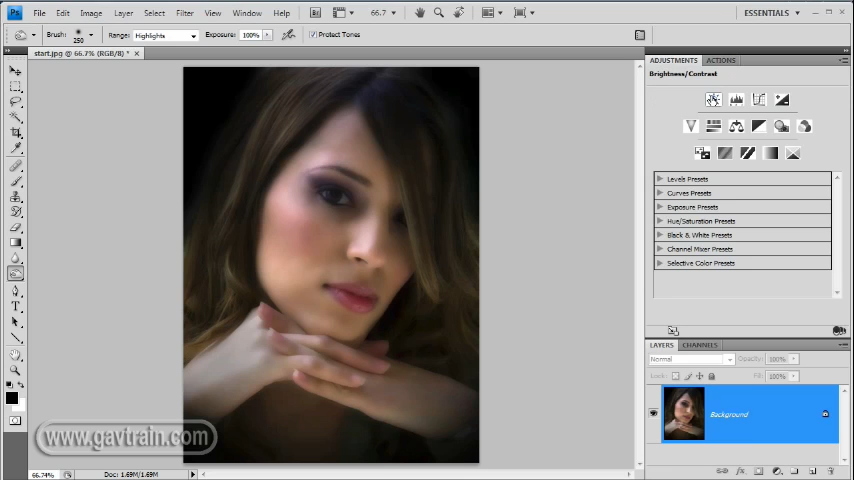 Ps File Edit Image Layer Select Filter View Window Help Br 66.7 ESSENTIALS
Brush: 250 Range: Highlights Exposure: 100% Protect Tones
start.jpg @ 66.7% (RGB/8) *
ADJUSTMENTS ACTIONS
Brightness/Contrast
Levels Presets
Curves Presets
Exposure Presets
Hue/Saturation Presets
Black & White Presets
Channel Mixer Presets
Selective Color Presets
T
LAYERS CHANNELS
Normal Opacity: 100%
Lock: Fill: 100%
Background
www.gavtrain.com
66.74% Doc: 1.69M/1.69M
fx